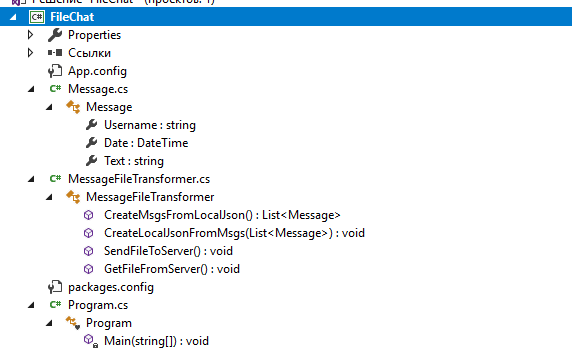 Решение "FileChat" (проектов: 1)
FileChat
Properties
Ссылки
App.config
Message.cs
Message
Username : string
Date : DateTime
Text : string
MessageFileTransformer.cs
MessageFileTransformer
CreateMsgsFromLocalJson() : List<Message>
CreateLocalJsonFromMsgs(List<Message>) : void
SendFileToServer() : void
GetFileFromServer() : void
packages.config
Program.cs
Program
Main(string[]) : void